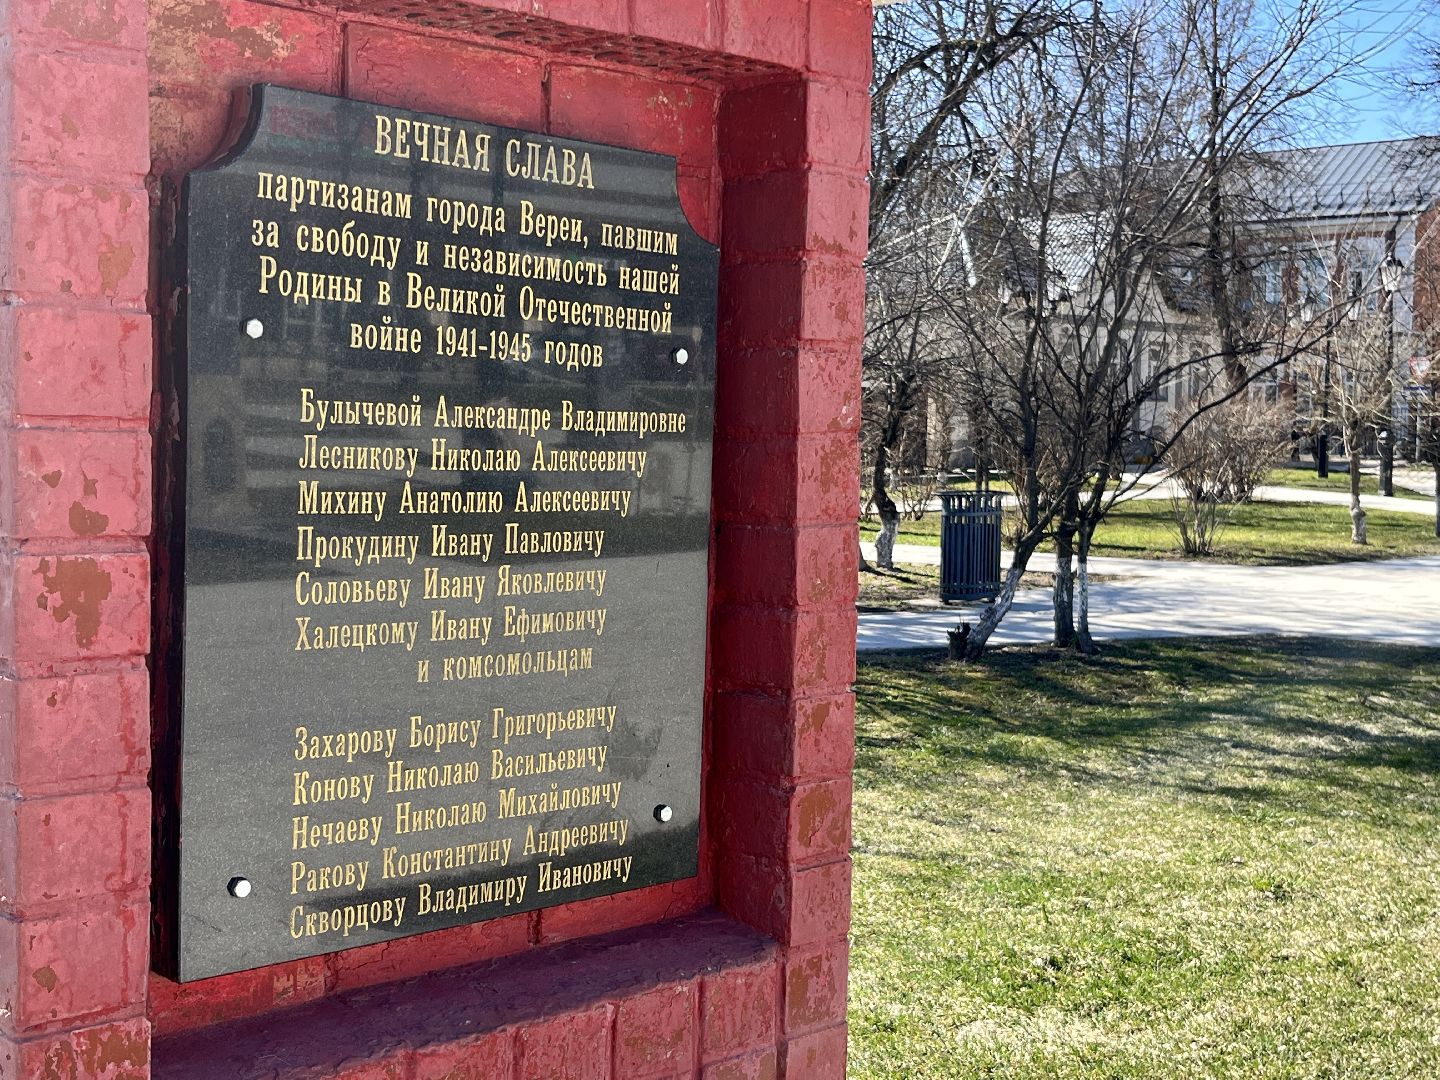 ВЕЧНАЯ СЛАВА
партизанам города Вереи, павшим
за свободу и независимость нашей
Родины в Великой Отечественной
войне 1941-1945 годов
Булычевой Александре Владимировне
Лесникову Николаю Алексеевичу
Михину Анатолию Алексеевичу
Прокудину Ивану Павловичу
Соловьеву Ивану Яковлевичу
Халецкому Ивану Ефимовичу
и комсомольцам
Захарову Борису Григорьевичу
Конову Николаю Васильевичу
Нечаеву Николаю Михайловичу
Ракову Константину Андреевичу
Скворцову Владимиру Ивановичу